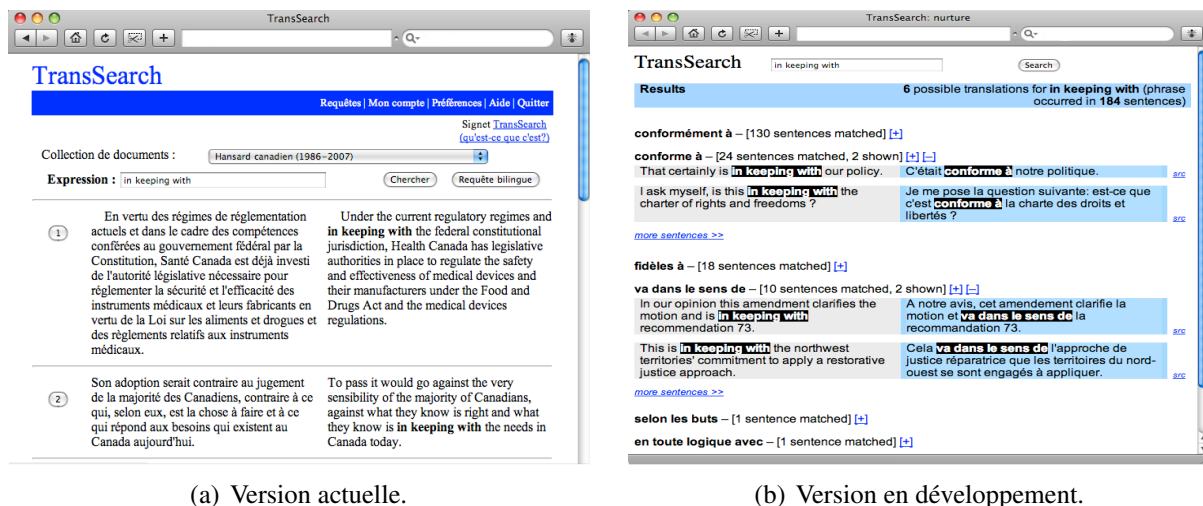 TransSearch
TransSearch
Requêtes | Mon compte | Préférences | Aide | Quitter
Signet TransSearch
(qu'est-ce que c'est?)
Collection de documents :
Hansard canadien (1986-2007)
Expression :
in keeping with
Chercher
Requête bilingue
1
En vertu des régimes de réglementation
actuels et dans le cadre des compétences
conférées au gouvernement fédéral par la
Constitution, Santé Canada est déjà investi
de l'autorité législative nécessaire pour
réglementer la sécurité et l'efficacité des
instruments médicaux et leurs fabricants en
vertu de la Loi sur les aliments et drogues et
des règlements relatifs aux instruments
médicaux.
Under the current regulatory regimes and
in keeping with the federal constitutional
jurisdiction, Health Canada has legislative
authorities in place to regulate the safety
and effectiveness of medical devices and
their manufacturers under the Food and
Drugs Act and the medical devices
regulations.
2
Son adoption serait contraire au jugement
de la majorité des Canadiens, contraire à ce
qui, selon eux, est la chose à faire et à ce
qui répond aux besoins qui existent au
Canada aujourd'hui.
To pass it would go against the very
sensibility of the majority of Canadians,
against what they know is right and what
they know is in keeping with the needs in
Canada today.
(a) Version actuelle.
TransSearch: nurture
TransSearch
in keeping with
Search
Results
6 possible translations for in keeping with (phrase
occurred in 184 sentences)
conformément à – [130 sentences matched] [+]
conforme à – [24 sentences matched, 2 shown] [+] [–]
That certainly is in keeping with our policy.
C'était conforme à notre politique.
src
I ask myself, is this in keeping with the
charter of rights and freedoms ?
Je me pose la question suivante: est-ce que
c'est conforme à la charte des droits et
libertés ?
src
more sentences >>
fidèles à – [18 sentences matched] [+]
va dans le sens de – [10 sentences matched, 2 shown] [+] [–]
In our opinion this amendment clarifies the
motion and is in keeping with
recommendation 73.
A notre avis, cet amendement clarifie la
motion et va dans le sens de la
recommandation 73.
src
This is in keeping with the northwest
territories' commitment to apply a restorative
justice approach.
Cela va dans le sens de l'approche de
justice réparatrice que les territoires du nord-
ouest se sont engagés à appliquer.
src
more sentences >>
selon les buts – [1 sentence matched] [+]
en toute logique avec – [1 sentence matched] [+]
(b) Version en développement.